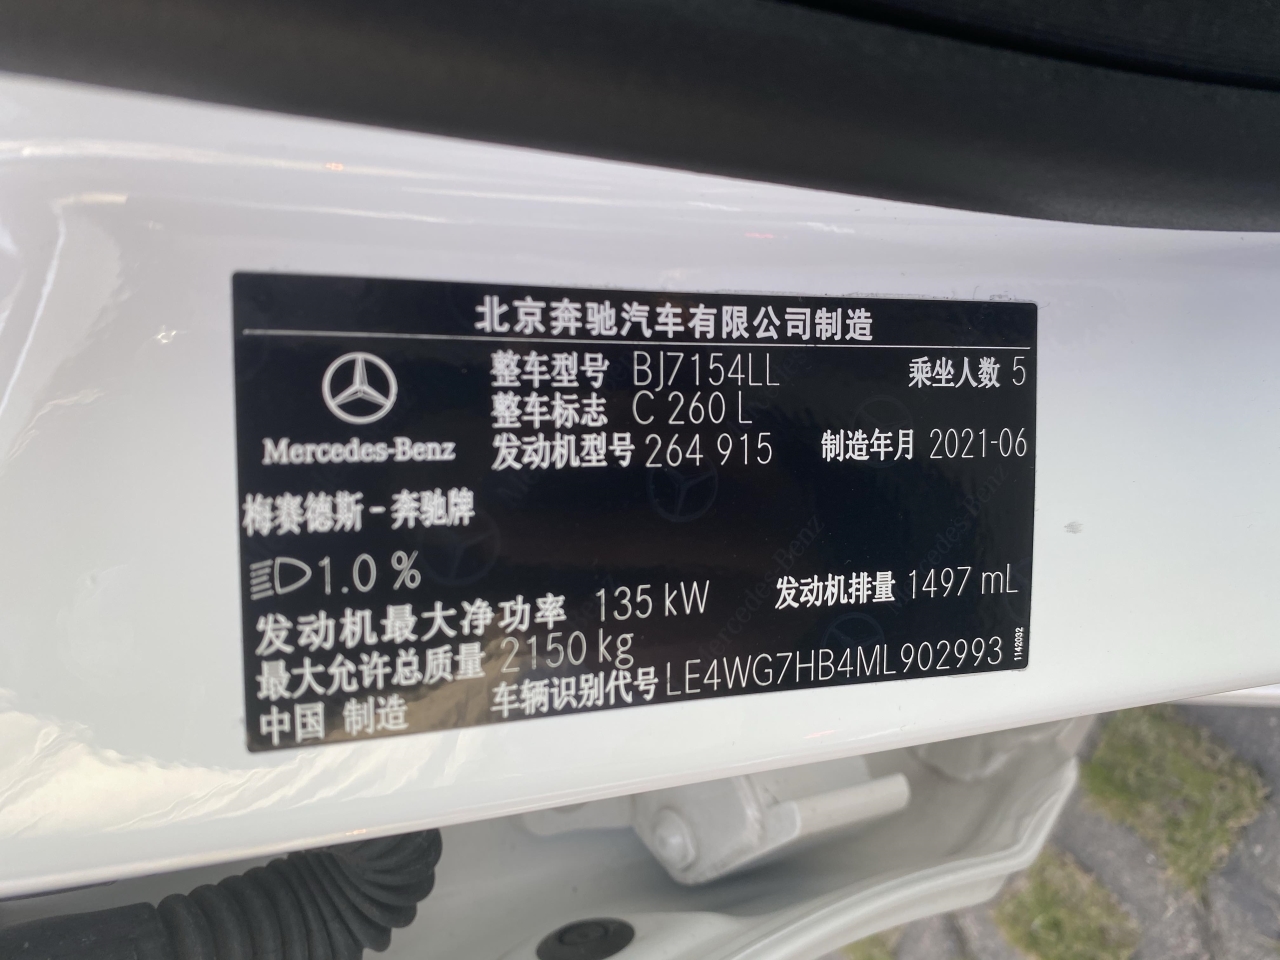 北京奔驰汽车有限公司制造
整车型号 BJ7154LL 乘坐人数 5
整车标志 C 260 L
发动机型号 264 915 制造年月 2021-06
Mercedes-Benz
梅赛德斯-奔驰牌
1.0 %
发动机最大净功率 135 kW 发动机排量 1497 mL
最大允许总质量 2150 kg
中国 制造 车辆识别代号 LE4WG7HB4ML902993
1142032